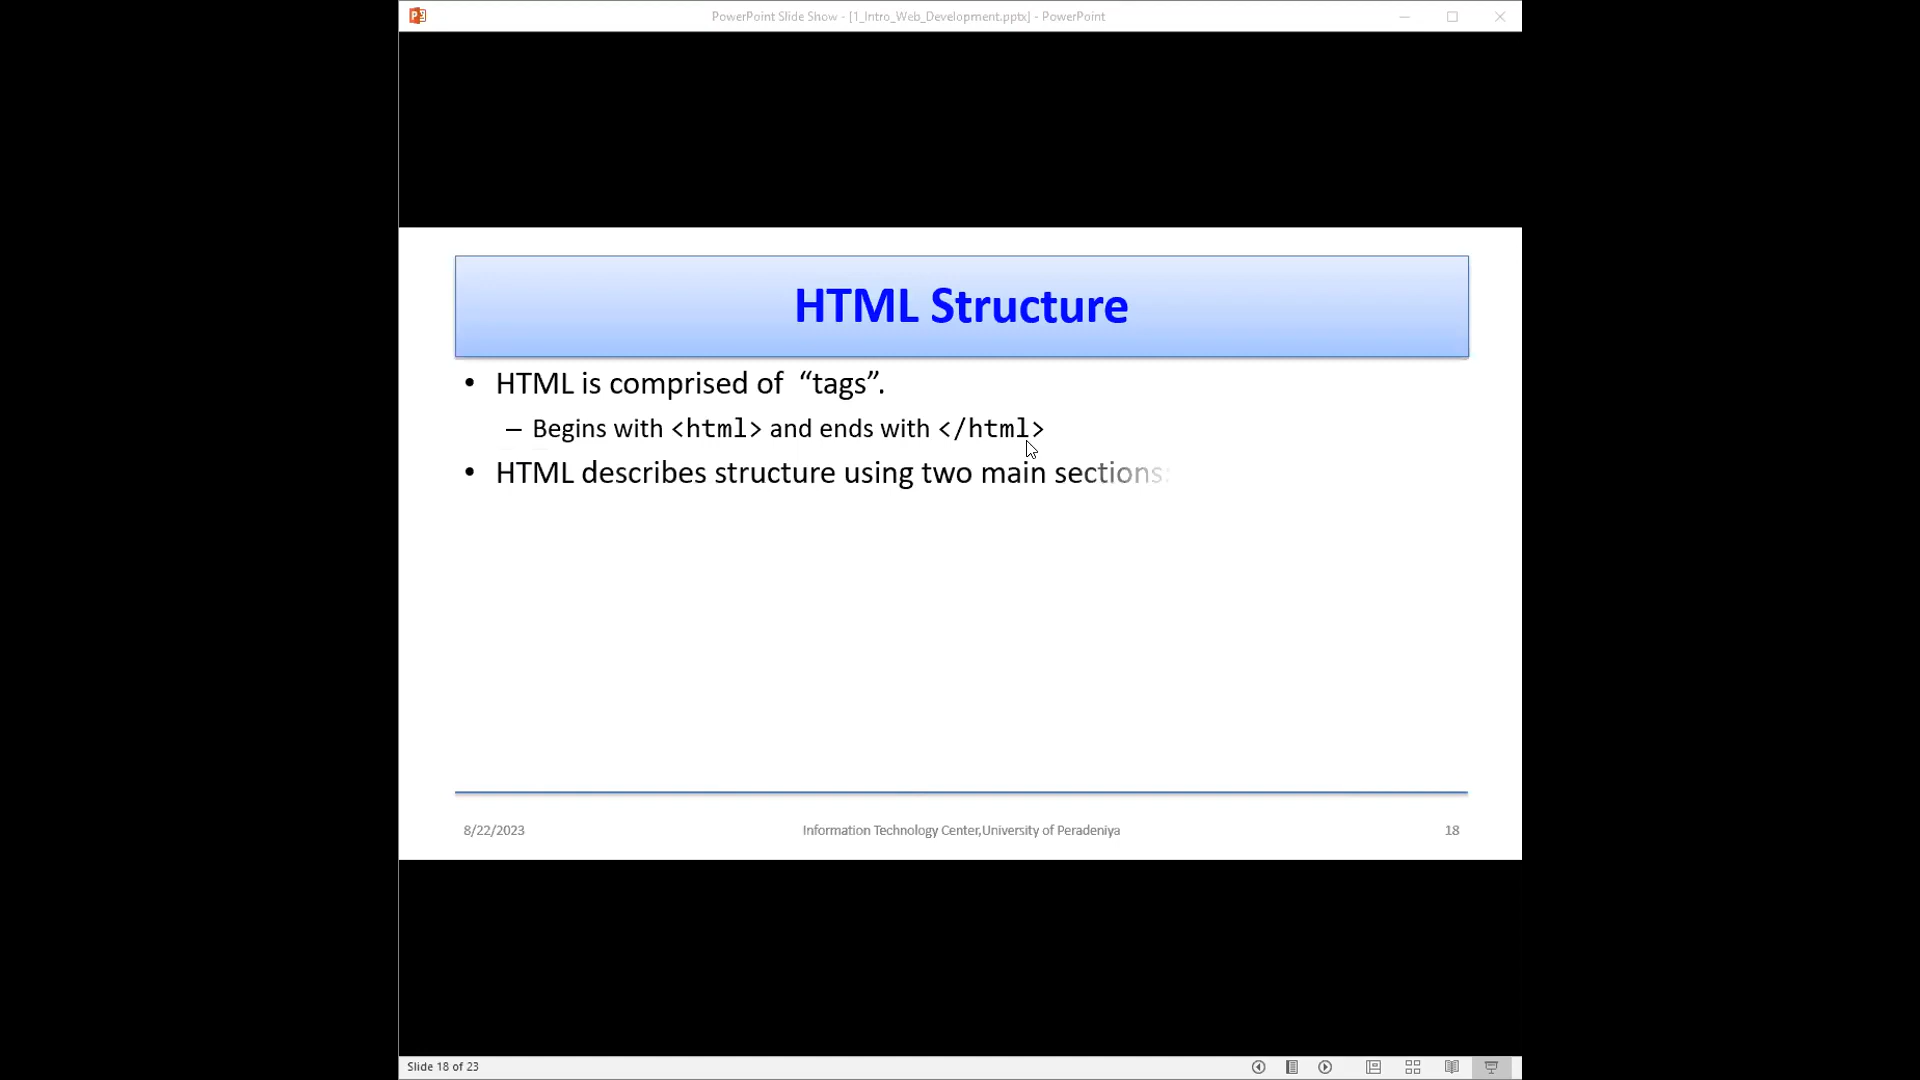 PowerPoint Slide Show - [1_Intro_Web_Development.pptx] - PowerPoint
HTML Structure
• HTML is comprised of “tags”.
– Begins with <html> and ends with </html>
• HTML describes structure using two main sections:
8/22/2023
Information Technology Center,University of Peradeniya
18
Slide 18 of 23